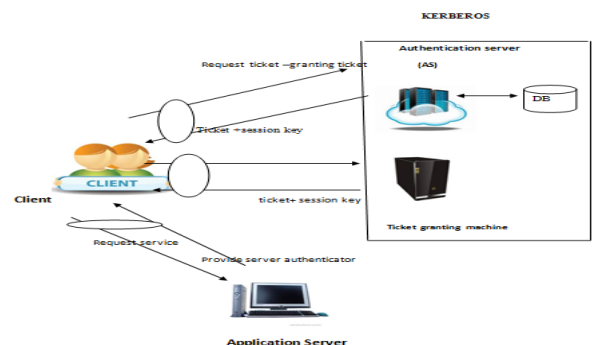 KERBEROS
Authentication server
(AS)
Request ticket –granting ticket
DB
Ticket +session key
CLIENT
Client
ticket+ session key
Ticket granting machine
Request service
Provide server authenticator
Application Server